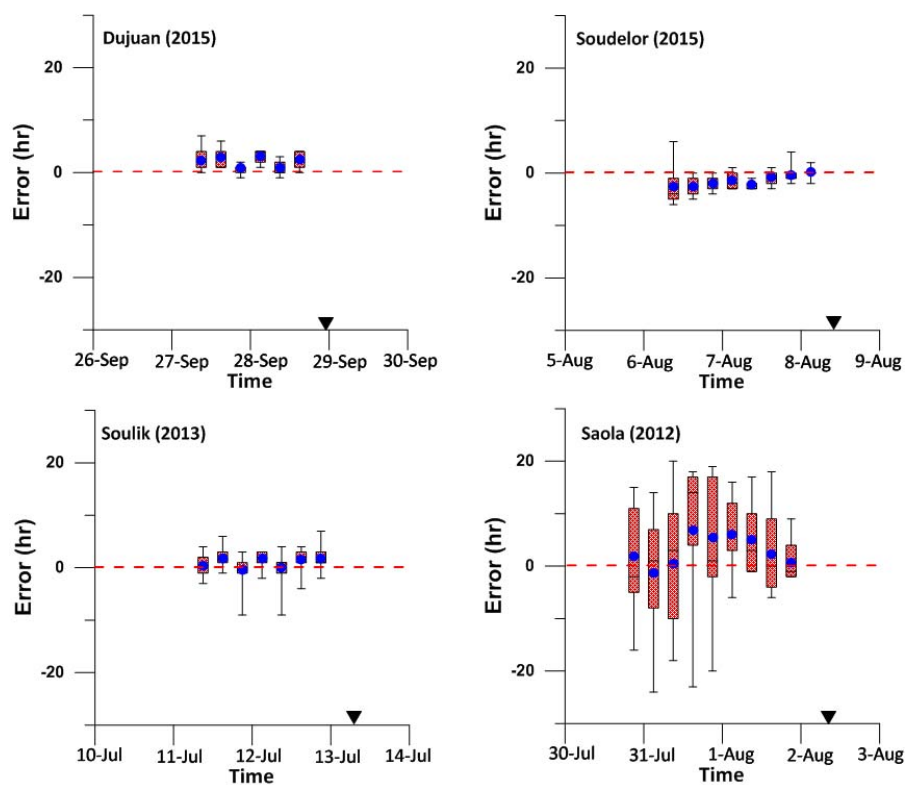 Dujuan (2015)
20
0
-20
Error (hr)
26-Sep 27-Sep 28-Sep 29-Sep 30-Sep
Time
Soudelor (2015)
20
0
-20
Error (hr)
5-Aug 6-Aug 7-Aug 8-Aug 9-Aug
Time
Soulik (2013)
20
0
-20
Error (hr)
10-Jul 11-Jul 12-Jul 13-Jul 14-Jul
Time
Saola (2012)
20
0
-20
Error (hr)
30-Jul 31-Jul 1-Aug 2-Aug 3-Aug
Time